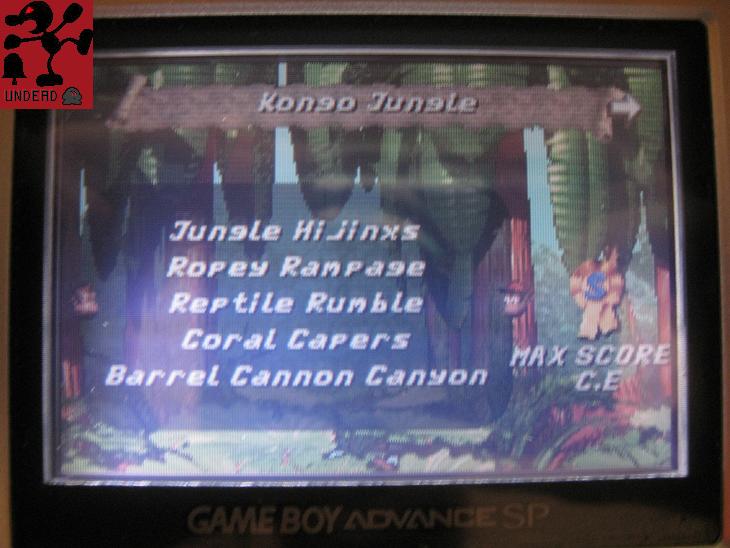 UNDEAD
Kongo Jungle
Jungle HiJinxs
Ropey Rampage
Reptile Rumble
Coral Capers
Barrel Cannon Canyon
S
MAX SCORE
C.E
GAME BOY ADVANCE SP